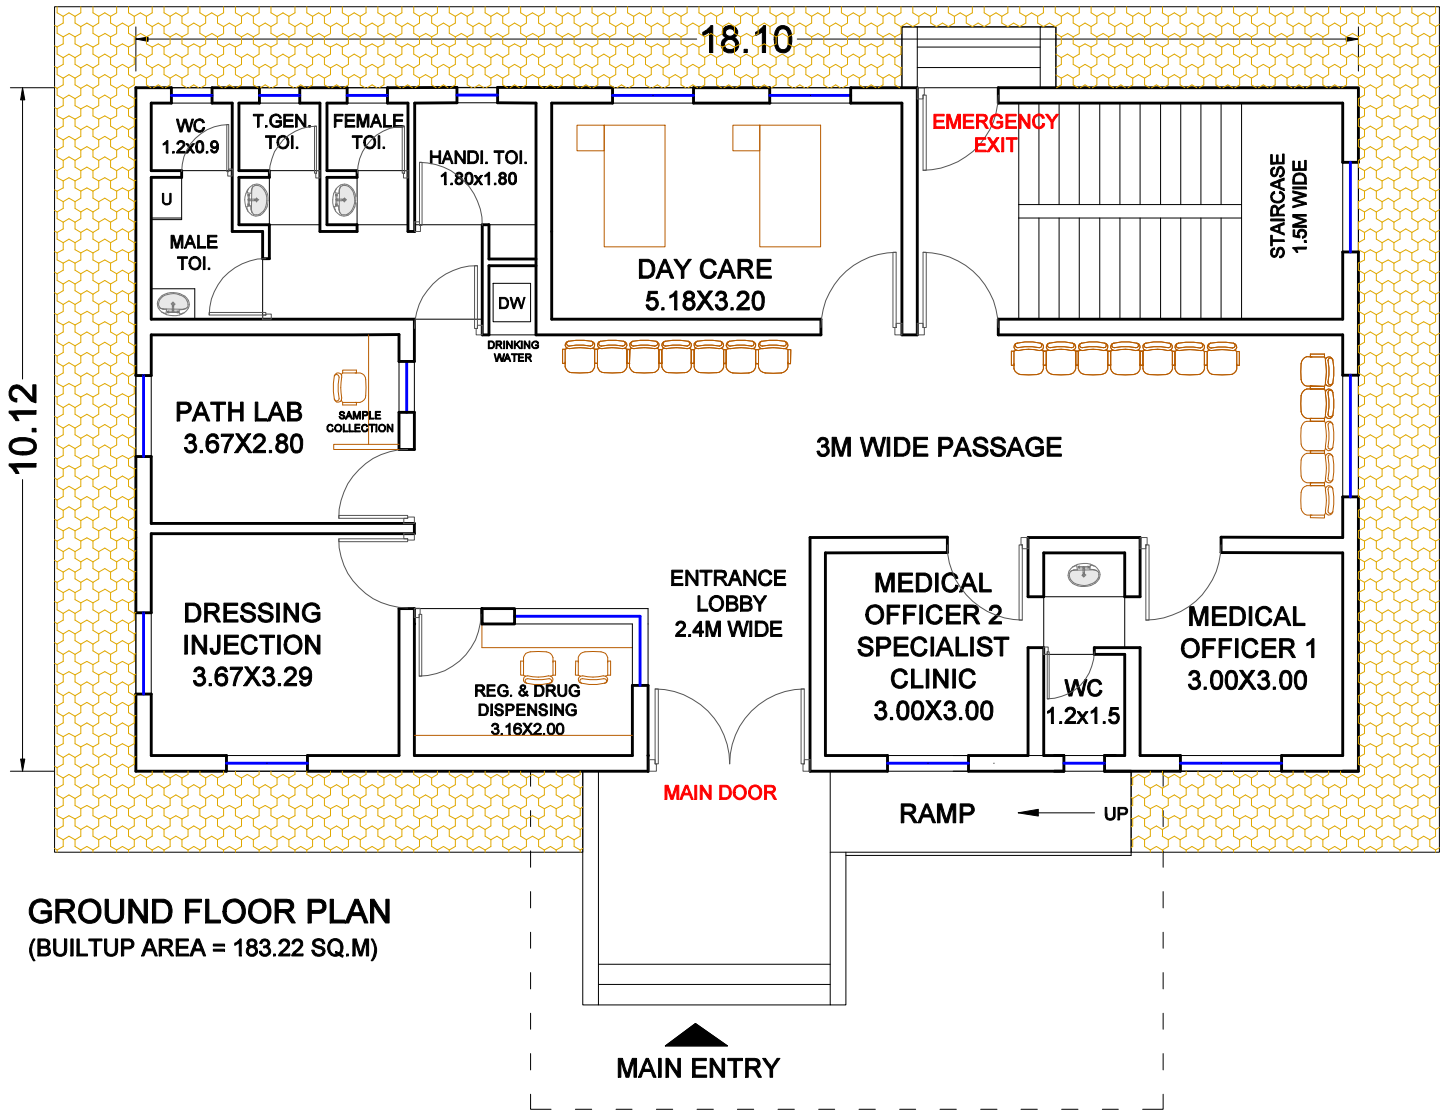 18.10
10.12
WC
1.2x0.9
T.GEN.
TOI.
FEMALE
TOI.
HANDI. TOI.
1.80x1.80
U
MALE
TOI.
DW
DRINKING
WATER
DAY CARE
5.18X3.20
EMERGENCY
EXIT
STAIRCASE
1.5M WIDE
PATH LAB
3.67X2.80
SAMPLE
COLLECTION
3M WIDE PASSAGE
DRESSING
INJECTION
3.67X3.29
REG. & DRUG
DISPENSING
3.16X2.00
ENTRANCE
LOBBY
2.4M WIDE
MEDICAL
OFFICER 2
SPECIALIST
CLINIC
3.00X3.00
WC
1.2x1.5
MEDICAL
OFFICER 1
3.00X3.00
MAIN DOOR
RAMP
UP
GROUND FLOOR PLAN
(BUILTUP AREA = 183.22 SQ.M)
MAIN ENTRY